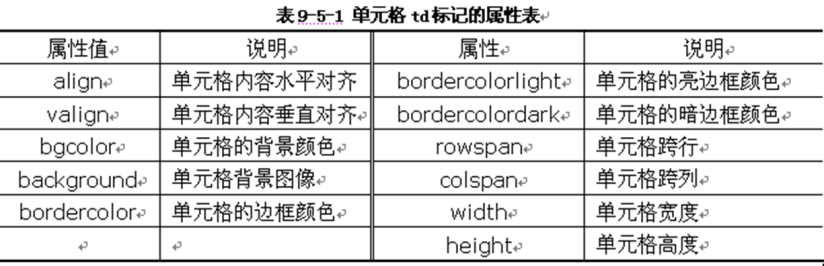 表9-5-1 单元格td标记的属性表
属性值 说明 属性 说明
align 单元格内容水平对齐 bordercolorlight 单元格的亮边框颜色
valign 单元格内容垂直对齐 bordercolordark 单元格的暗边框颜色
bgcolor 单元格的背景颜色 rowspan 单元格跨行
background 单元格背景图像 colspan 单元格跨列
bordercolor 单元格的边框颜色 width 单元格宽度
height 单元格高度